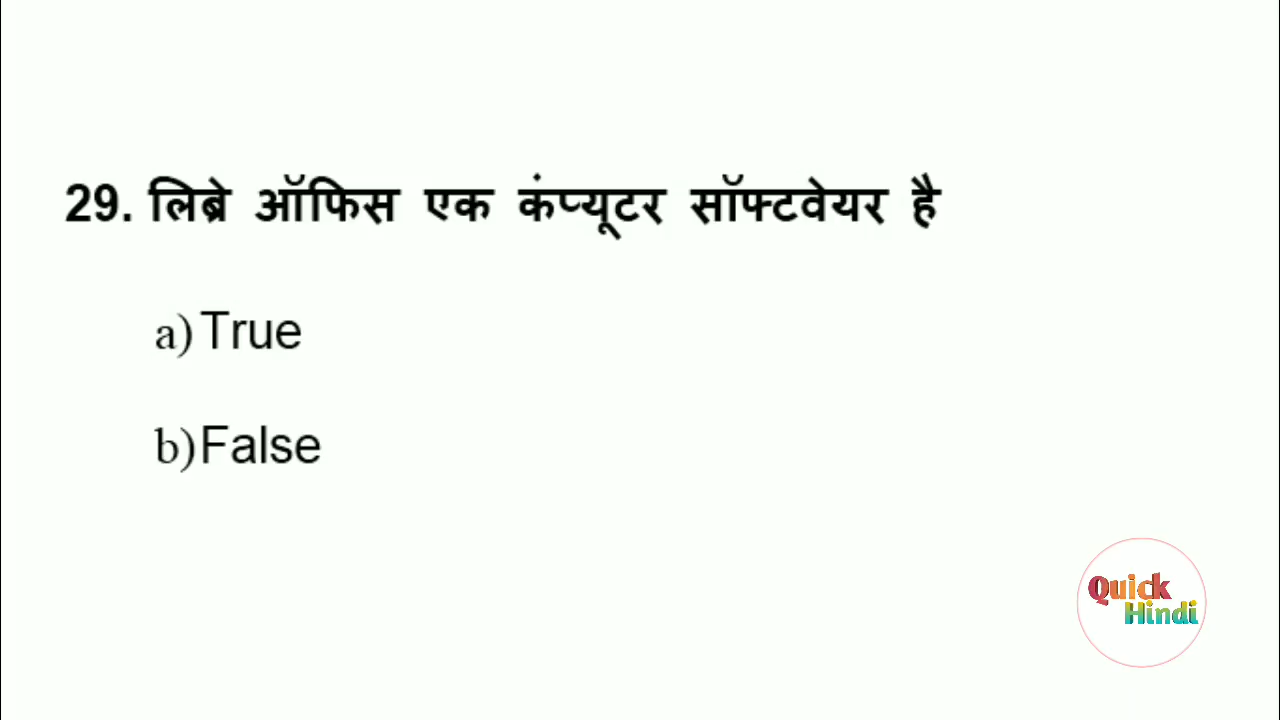 29. लिब्रे ऑफिस एक कंप्यूटर सॉफ्टवेयर है
a) True
b) False
Quick
Hindi